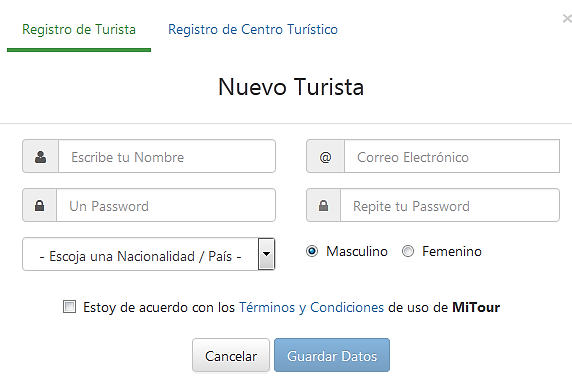 Registro de Turista Registro de Centro Turístico ×
Nuevo Turista
Escribe tu Nombre @ Correo Electrónico
Un Password Repite tu Password
- Escoja una Nacionalidad / País - Masculino Femenino
Estoy de acuerdo con los Términos y Condiciones de uso de MiTour
Cancelar Guardar Datos